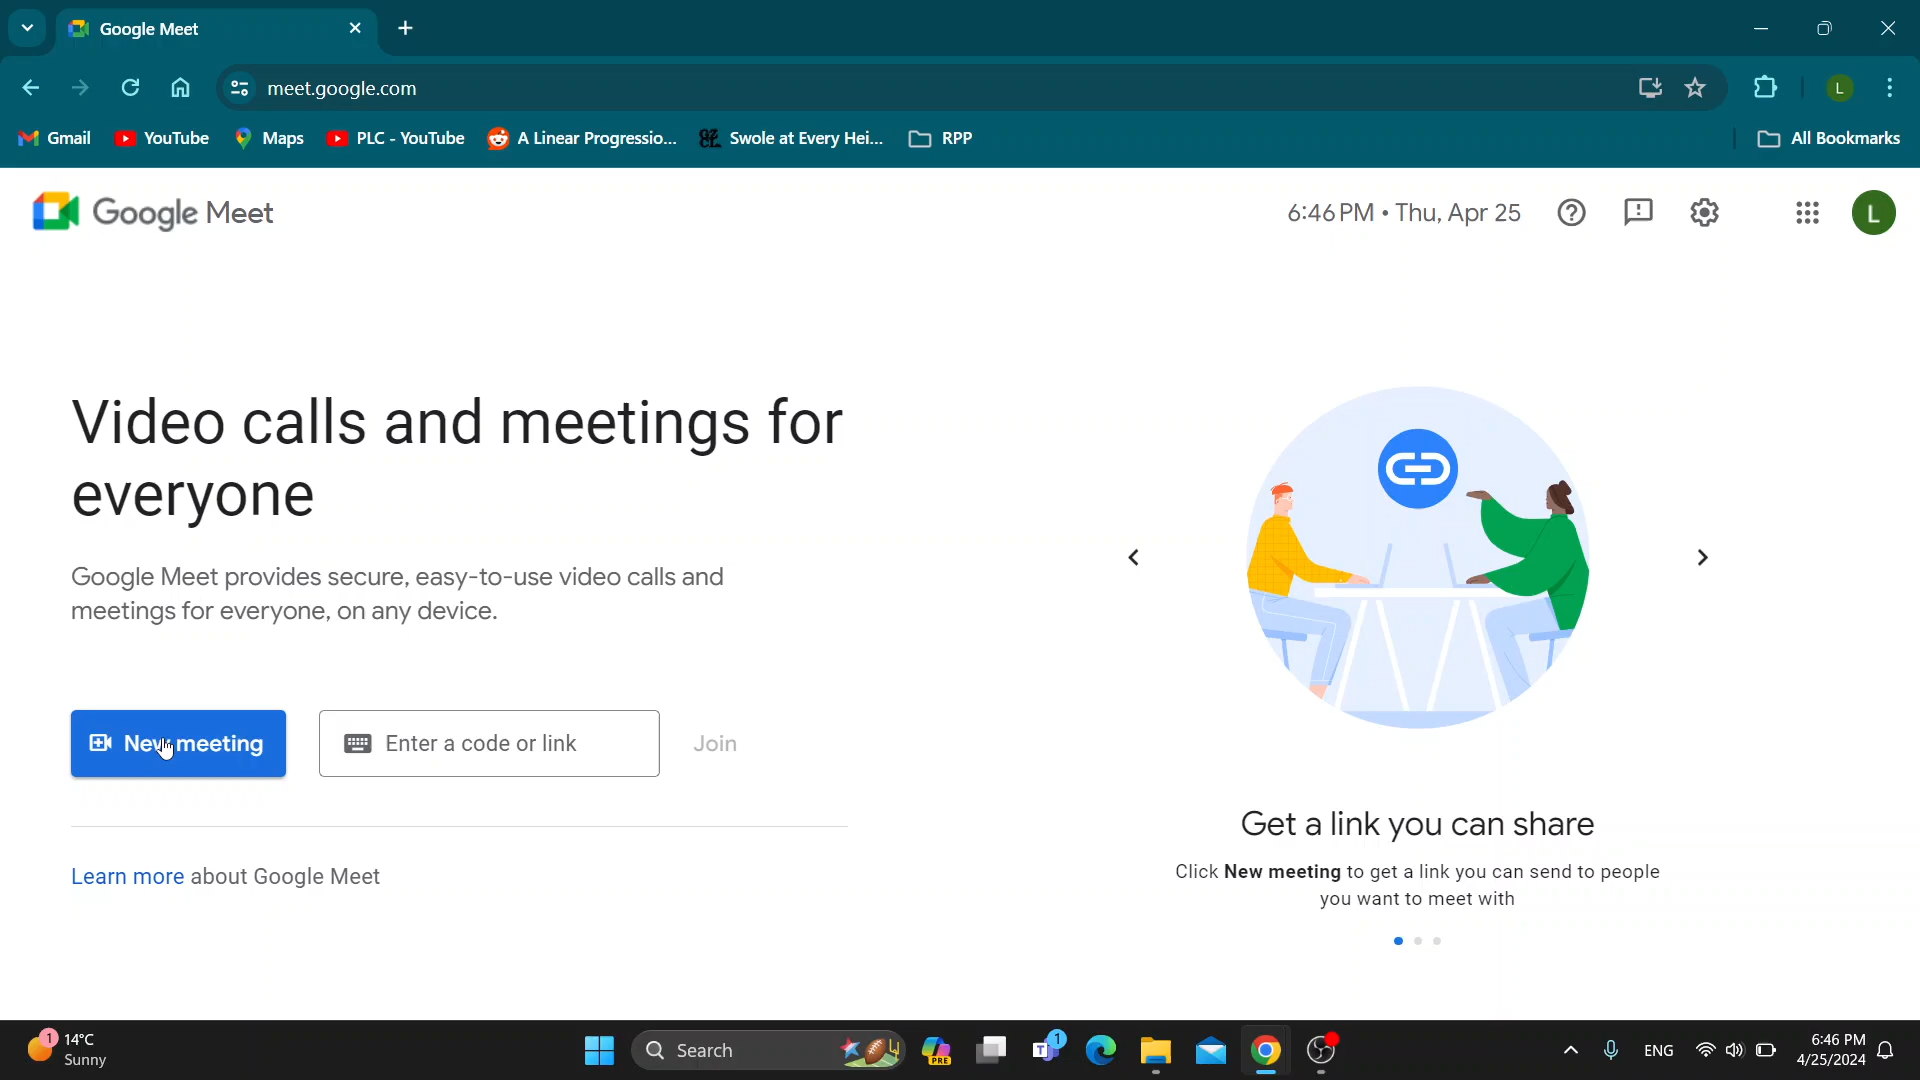 Google Meet
meet.google.com
L
Gmail YouTube Maps PLC - YouTube A Linear Progressio... Swole at Every Hei... RPP All Bookmarks
Google Meet
6:46 PM • Thu, Apr 25
L
Video calls and meetings for
everyone
Google Meet provides secure, easy-to-use video calls and
meetings for everyone, on any device.
New meeting
Enter a code or link
Join
Learn more about Google Meet
Get a link you can share
Click New meeting to get a link you can send to people
you want to meet with
1
14°C
Sunny
Search
PRE
T 1
ENG
6:46 PM
4/25/2024